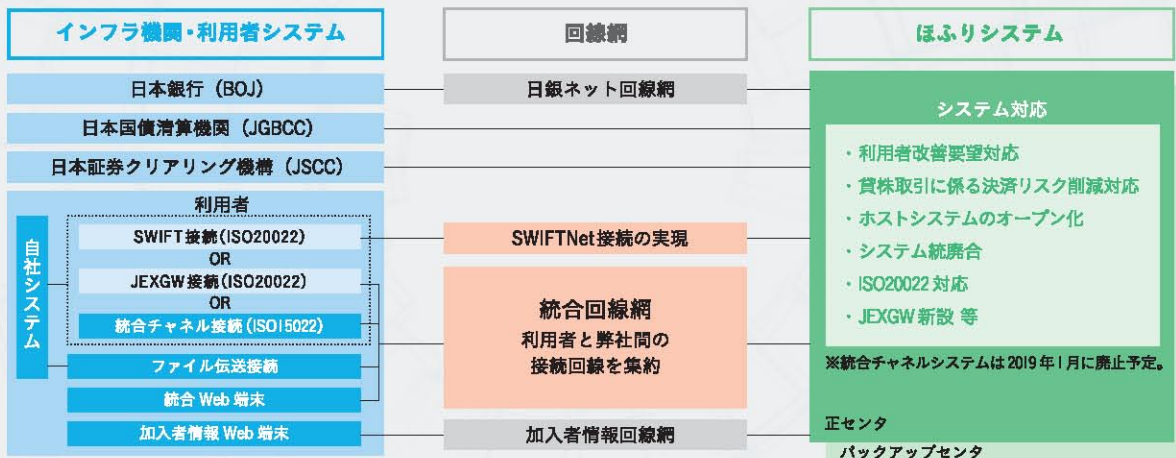 インフラ機関・利用者システム
回線網
ほふりシステム
日本銀行（BOJ）
日銀ネット回線網
日本国債清算機関（JGBCC）
日本証券クリアリング機構（JSCC）
利用者
自社システム
SWIFT接続（ISO20022）
OR
JEXGW接続（ISO20022）
OR
統合チャネル接続（ISO15022）
ファイル伝送接続
統合Web端末
加入者情報Web端末
SWIFTNet接続の実現
統合回線網
利用者と弊社間の
接続回線を集約
加入者情報回線網
システム対応
・利用者改善要望対応
・貸株取引に係る決済リスク削減対応
・ホストシステムのオープン化
・システム統廃合
・ISO20022対応
・JEXGW新設 等
※統合チャネルシステムは2019年1月に廃止予定。
正センタ
バックアップセンタ